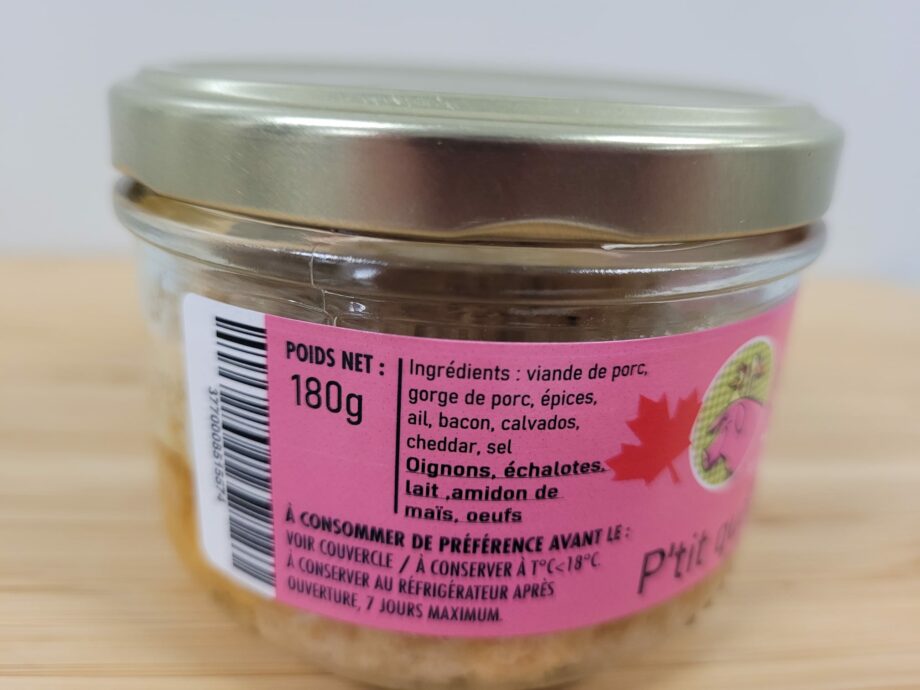 3770008515574
POIDS NET :
180g
Ingrédients : viande de porc,
gorge de porc, épices,
ail, bacon, calvados,
cheddar, sel
Oignons, échalotes,
lait ,amidon de
maïs, oeufs
À CONSOMMER DE PRÉFÉRENCE AVANT LE :
VOIR COUVERCLE / À CONSERVER À T°C<18°C
À CONSERVER AU RÉFRIGÉRATEUR APRÈS
OUVERTURE, 7 JOURS MAXIMUM.
P'tit